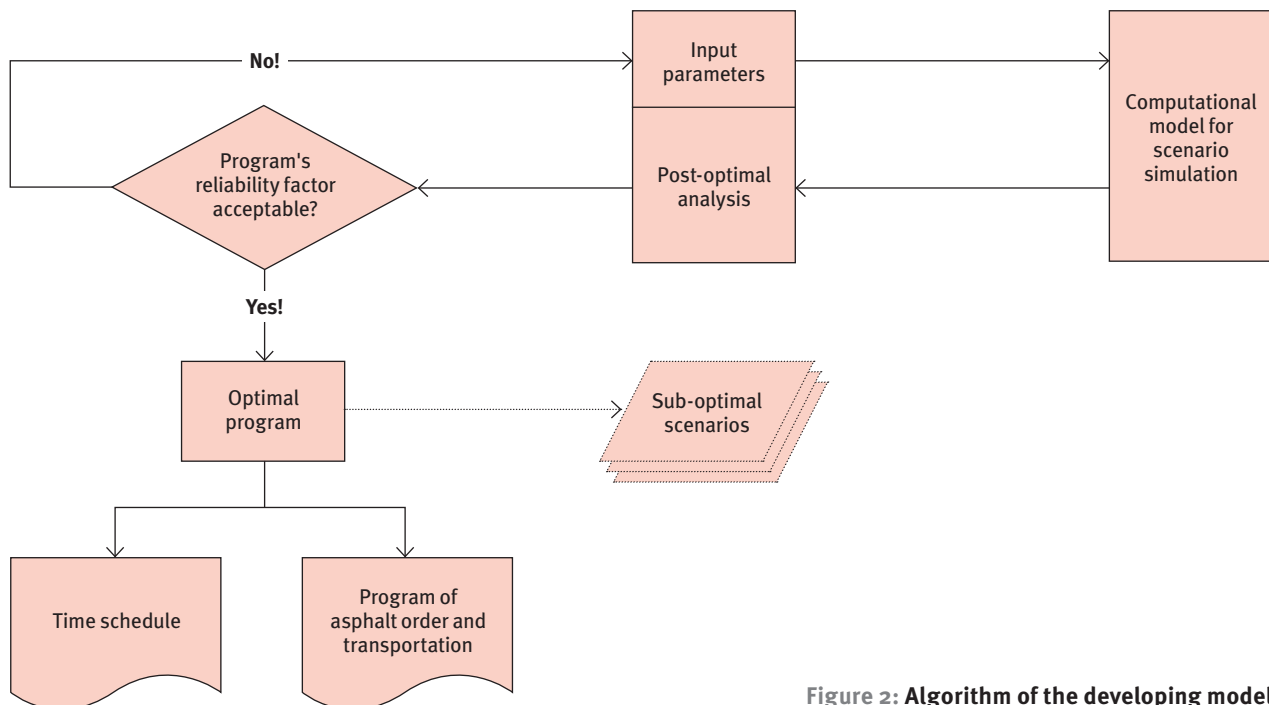 No!
Input
parameters
Computational
model for
scenario
simulation
Program's
reliability factor
acceptable?
Post-optimal
analysis
Yes!
Optimal
program
Sub-optimal
scenarios
Time schedule
Program of
asphalt order and
transportation
Figure 2: Algorithm of the developing model